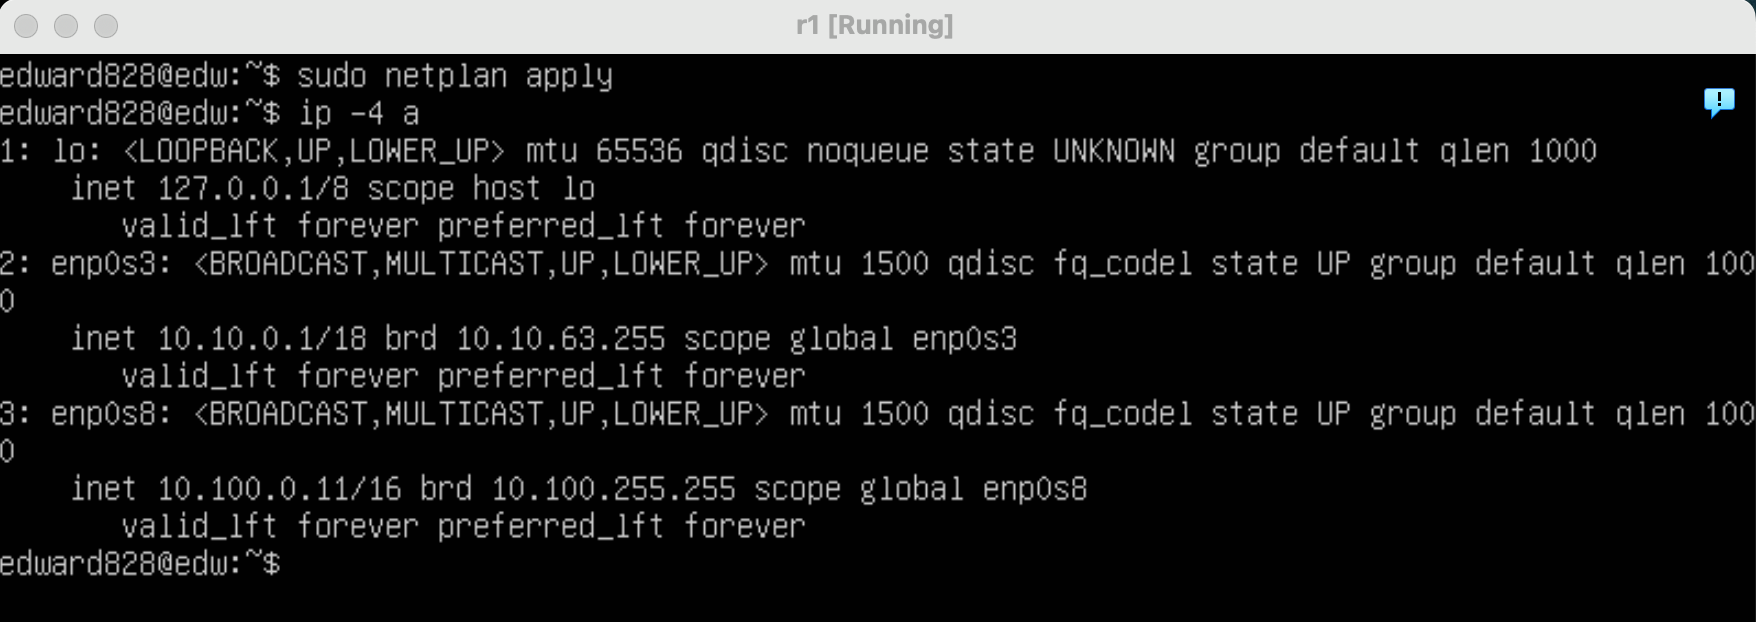 r1 [Running]
edward828@edw:~$ sudo netplan apply
edward828@edw:~$ ip -4 a
1: lo: <LOOPBACK,UP,LOWER_UP> mtu 65536 qdisc noqueue state UNKNOWN group default qlen 1000
    inet 127.0.0.1/8 scope host lo
       valid_lft forever preferred_lft forever
2: enp0s3: <BROADCAST,MULTICAST,UP,LOWER_UP> mtu 1500 qdisc fq_codel state UP group default qlen 100
0
    inet 10.10.0.1/18 brd 10.10.63.255 scope global enp0s3
       valid_lft forever preferred_lft forever
3: enp0s8: <BROADCAST,MULTICAST,UP,LOWER_UP> mtu 1500 qdisc fq_codel state UP group default qlen 100
0
    inet 10.100.0.11/16 brd 10.100.255.255 scope global enp0s8
       valid_lft forever preferred_lft forever
edward828@edw:~$